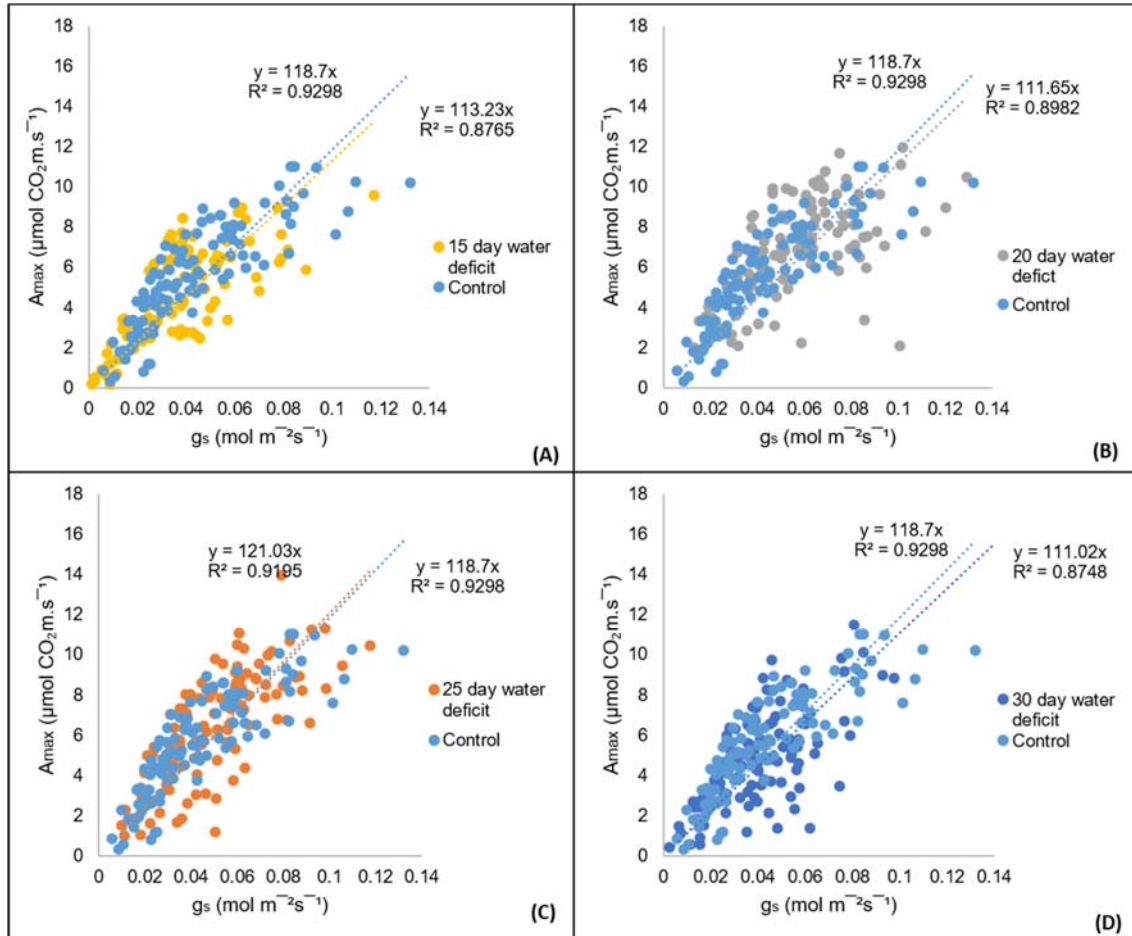 18
16
14
12
10
8
6
4
2
0
Amax (µmol CO₂m.s¯¹)
y = 118.7x
R² = 0.9298
y = 113.23x
R² = 0.8765
15 day water
deficit
Control
0 0.02 0.04 0.06 0.08 0.1 0.12 0.14
gs (mol m¯²s¯¹)
(A)
18
16
14
12
10
8
6
4
2
0
Amax (µmol CO₂m.s¯¹)
y = 118.7x
R² = 0.9298
y = 111.65x
R² = 0.8982
20 day water
deficit
Control
0 0.02 0.04 0.06 0.08 0.1 0.12 0.14
gs (mol m¯²s¯¹)
(B)
18
16
14
12
10
8
6
4
2
0
Amax (µmol CO₂m.s¯¹)
y = 121.03x
R² = 0.9195
y = 118.7x
R² = 0.9298
25 day water
deficit
Control
0 0.02 0.04 0.06 0.08 0.1 0.12 0.14
gs (mol m¯²s¯¹)
(C)
18
16
14
12
10
8
6
4
2
0
Amax (µmol CO₂m.s¯¹)
y = 118.7x
R² = 0.9298
y = 111.02x
R² = 0.8748
30 day water
deficit
Control
0 0.02 0.04 0.06 0.08 0.1 0.12 0.14
gs (mol m¯²s¯¹)
(D)